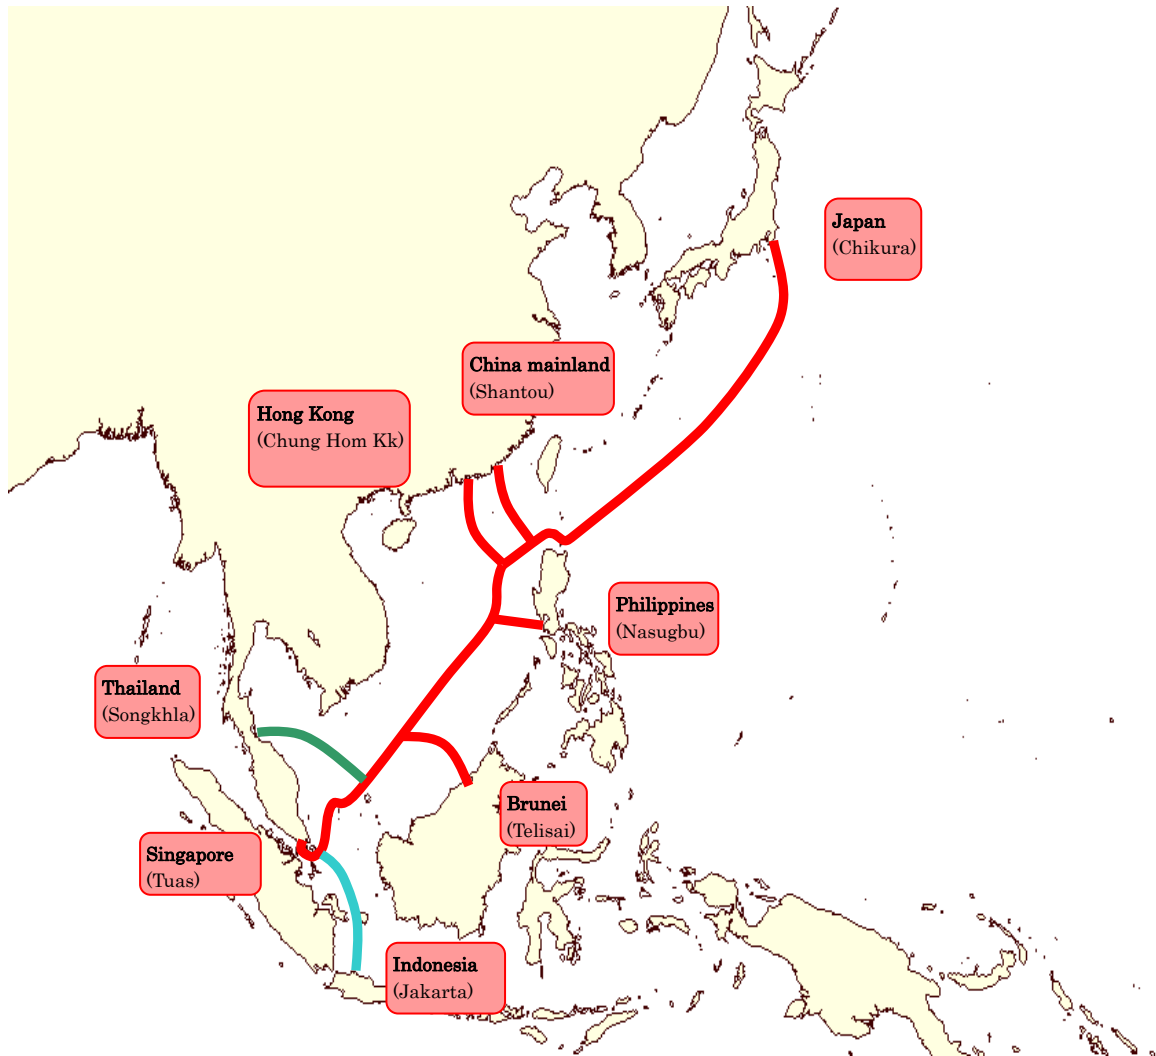 Japan
(Chikura)
China mainland
(Shantou)
Hong Kong
(Chung Hom Kk)
Philippines
(Nasugbu)
Thailand
(Songkhla)
Brunei
(Telisai)
Singapore
(Tuas)
Indonesia
(Jakarta)